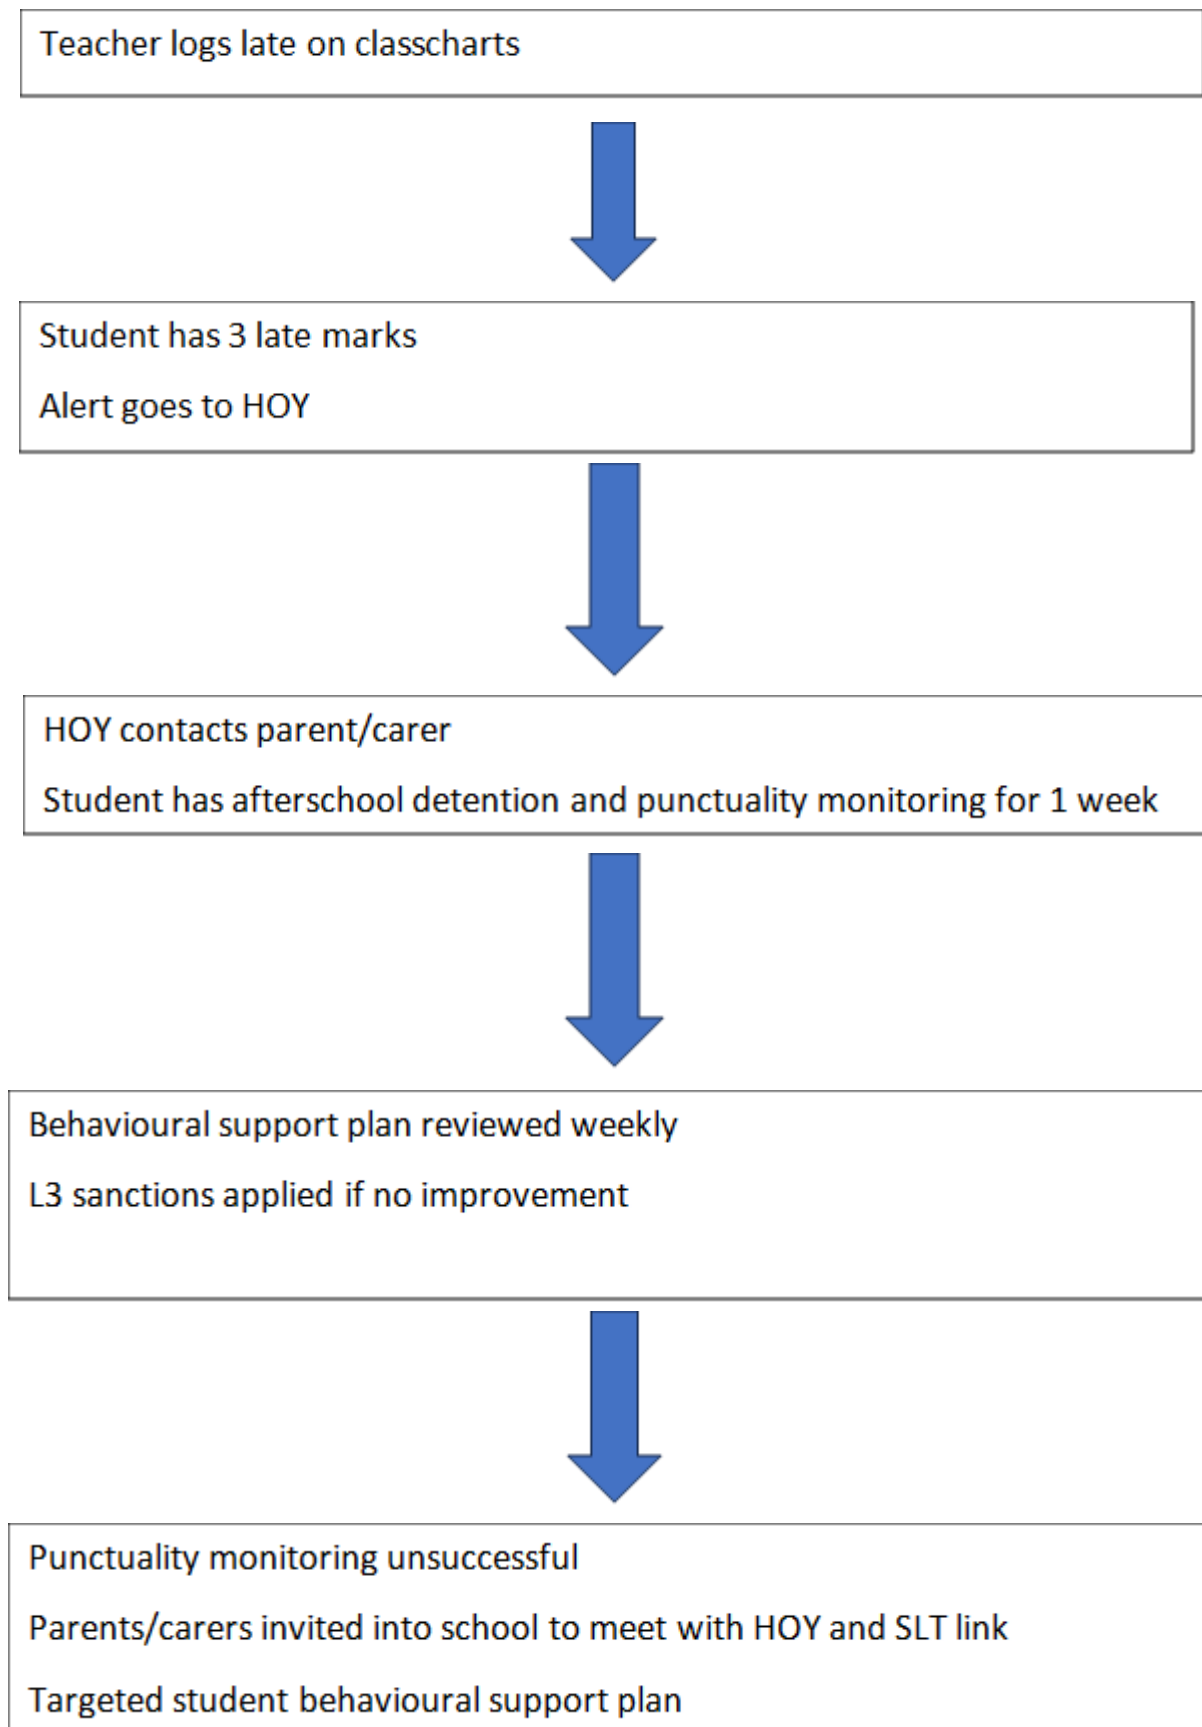 Teacher logs late on classcharts
Student has 3 late marks
Alert goes to HOY
HOY contacts parent/carer
Student has afterschool detention and punctuality monitoring for 1 week
Behavioural support plan reviewed weekly
L3 sanctions applied if no improvement
Punctuality monitoring unsuccessful
Parents/carers invited into school to meet with HOY and SLT link
Targeted student behavioural support plan